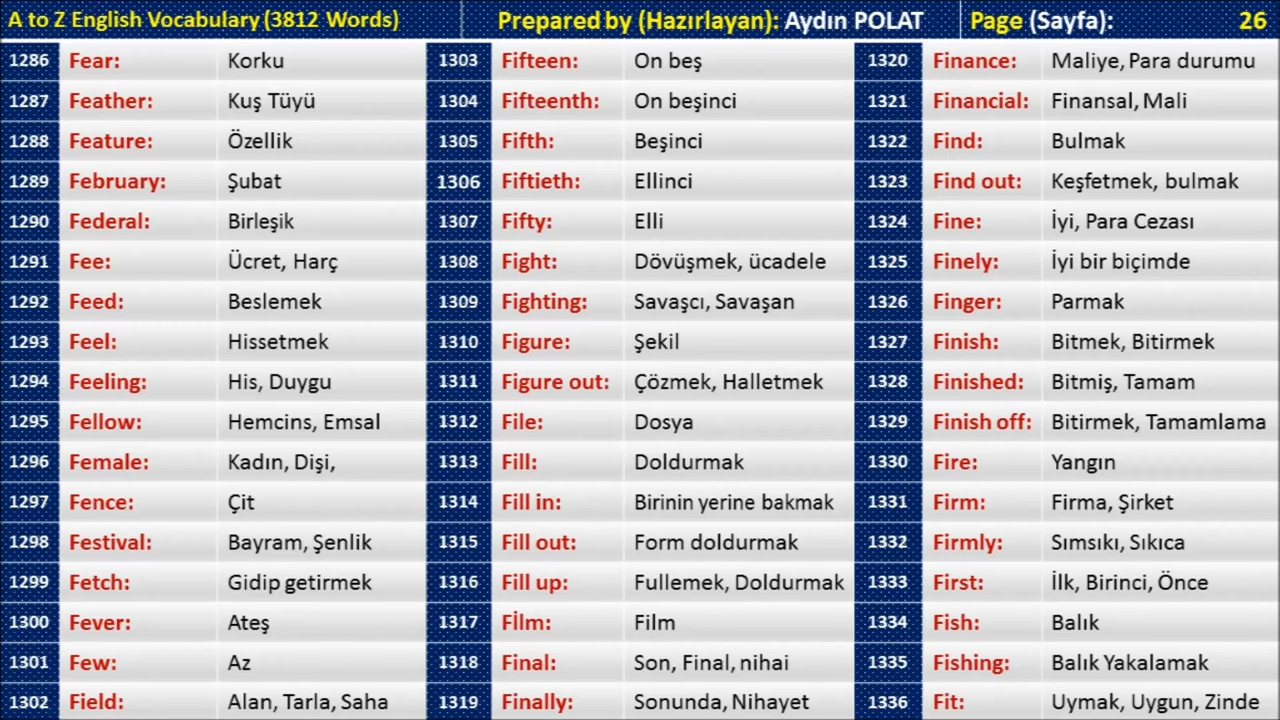 A to Z English Vocabulary (3812 Words) Prepared by (Hazırlayan): Aydın POLAT Page (Sayfa): 26
1286 Fear: Korku 1303 Fifteen: On beş 1320 Finance: Maliye, Para durumu
1287 Feather: Kuş Tüyü 1304 Fifteenth: On beşinci 1321 Financial: Finansal, Mali
1288 Feature: Özellik 1305 Fifth: Beşinci 1322 Find: Bulmak
1289 February: Şubat 1306 Fiftieth: Ellinci 1323 Find out: Keşfetmek, bulmak
1290 Federal: Birleşik 1307 Fifty: Elli 1324 Fine: İyi, Para Cezası
1291 Fee: Ücret, Harç 1308 Fight: Dövüşmek, ücadele 1325 Finely: İyi bir biçimde
1292 Feed: Beslemek 1309 Fighting: Savaşcı, Savaşan 1326 Finger: Parmak
1293 Feel: Hissetmek 1310 Figure: Şekil 1327 Finish: Bitmek, Bitirmek
1294 Feeling: His, Duygu 1311 Figure out: Çözmek, Halletmek 1328 Finished: Bitmiş, Tamam
1295 Fellow: Hemcins, Emsal 1312 File: Dosya 1329 Finish off: Bitirmek, Tamamlama
1296 Female: Kadın, Dişi, 1313 Fill: Doldurmak 1330 Fire: Yangın
1297 Fence: Çit 1314 Fill in: Birinin yerine bakmak 1331 Firm: Firma, Şirket
1298 Festival: Bayram, Şenlik 1315 Fill out: Form doldurmak 1332 Firmly: Sımsıkı, Sıkıca
1299 Fetch: Gidip getirmek 1316 Fill up: Fullemek, Doldurmak 1333 First: İlk, Birinci, Önce
1300 Fever: Ateş 1317 Fİlm: Film 1334 Fish: Balık
1301 Few: Az 1318 Final: Son, Final, nihai 1335 Fishing: Balık Yakalamak
1302 Field: Alan, Tarla, Saha 1319 Finally: Sonunda, Nihayet 1336 Fit: Uymak, Uygun, Zinde